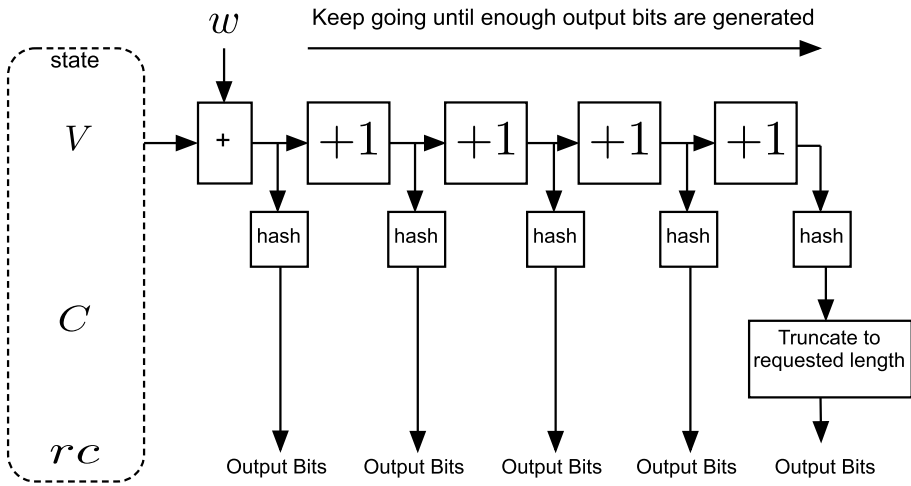 w
Keep going until enough output bits are generated
state
V
+
+1
+1
+1
+1
hash
hash
hash
hash
hash
C
Truncate to
requested length
rc
Output Bits
Output Bits
Output Bits
Output Bits
Output Bits